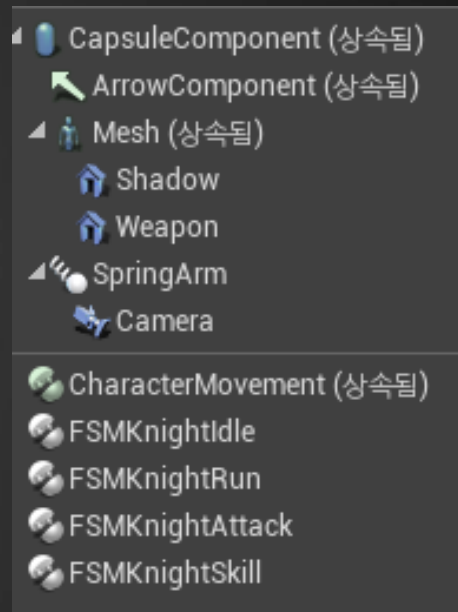 CapsuleComponent (상속됨)
ArrowComponent (상속됨)
Mesh (상속됨)
Shadow
Weapon
SpringArm
Camera
CharacterMovement (상속됨)
FSMKnightIdle
FSMKnightRun
FSMKnightAttack
FSMKnightSkill